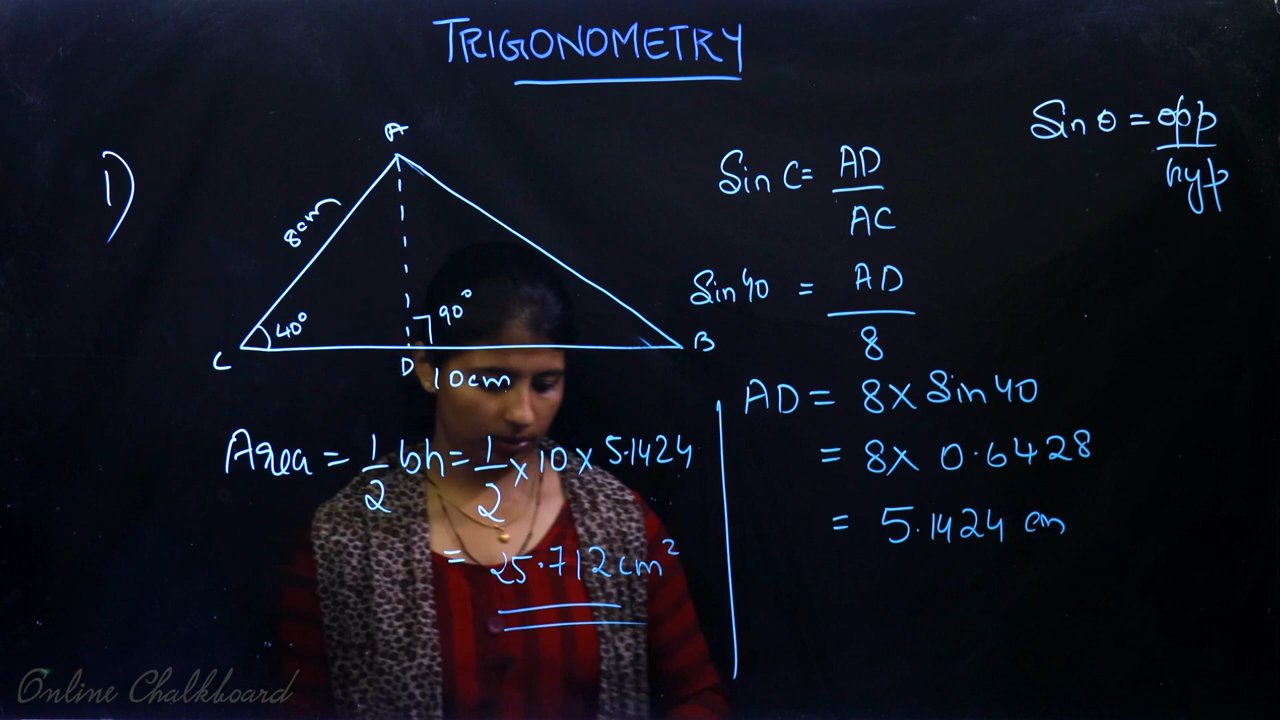 TRIGONOMETRY
1)
A
8cm
40°
90°
C
D
B
10cm
Sin θ = opp
hyp
Sin C = AD
AC
Sin 40 = AD
8
AD = 8 x Sin 40
= 8 x 0.6428
= 5.1424 cm
Area = 1/2 bh = 1/2 x 10 x 5.1424
= 25.712 cm²
Online Chalkboard